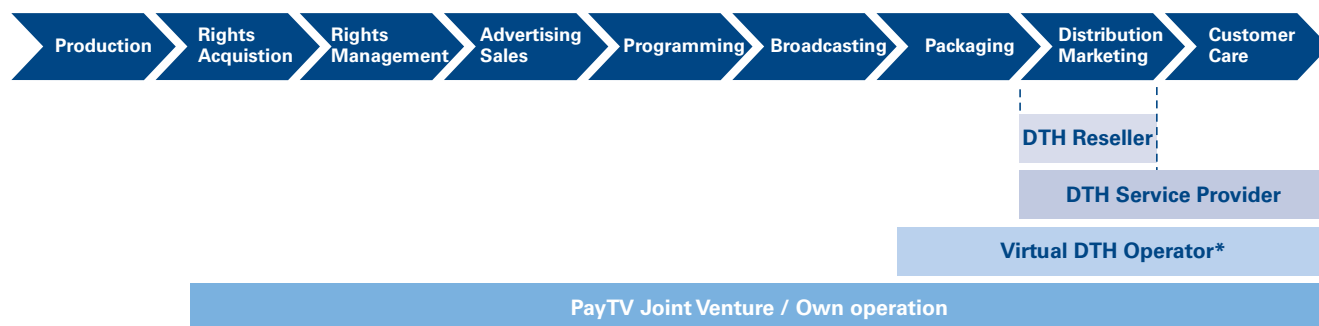 Production
Rights
Acquistion
Rights
Management
Advertising
Sales
Programming
Broadcasting
Packaging
Distribution
Marketing
Customer
Care
DTH Reseller
DTH Service Provider
Virtual DTH Operator*
PayTV Joint Venture / Own operation